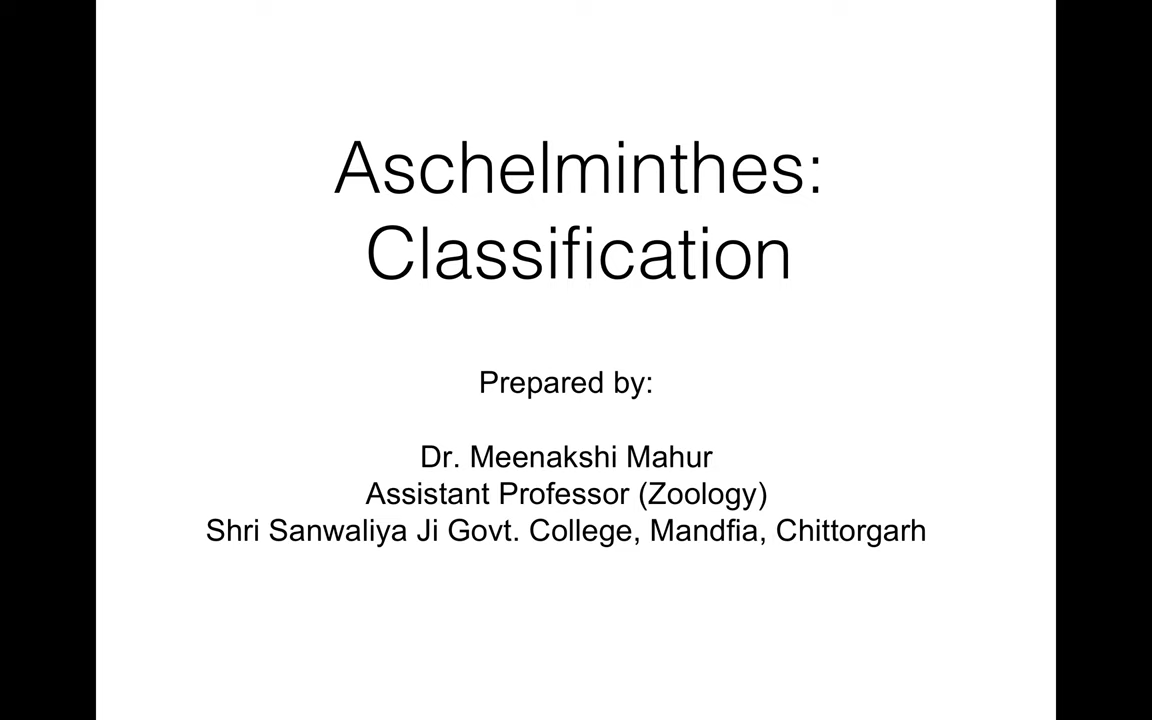 Aschelminthes:
Classification
Prepared by:
Dr. Meenakshi Mahur
Assistant Professor (Zoology)
Shri Sanwaliya Ji Govt. College, Mandfia, Chittorgarh